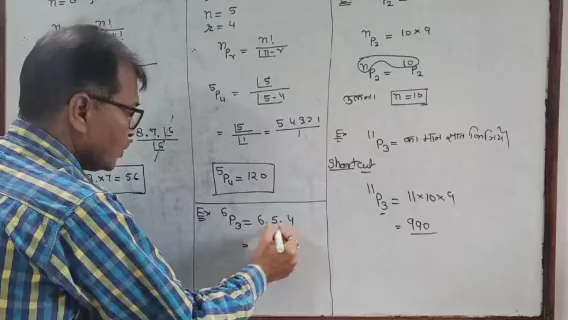 n!
8.7.⌊6
⌊6
8.×7 = 56
n = 5
r = 4
ⁿPᵣ = n! / ⌊n-r
⁵P₄ = ⌊5 / ⌊5-4
= ⌊5 / ⌊1 = 5 4 3 2 1 / 1
⁵P₄ = 120
Ex ⁶P₃ = 6.5.4
=
ⁿP₂ = 10×9
ⁿP₂ = ¹⁰P₂
तुलना n = 10
Ex ¹¹P₃ = का मान ज्ञात किजिये
Shortcut
¹¹P₃ = 11×10×9
= 990